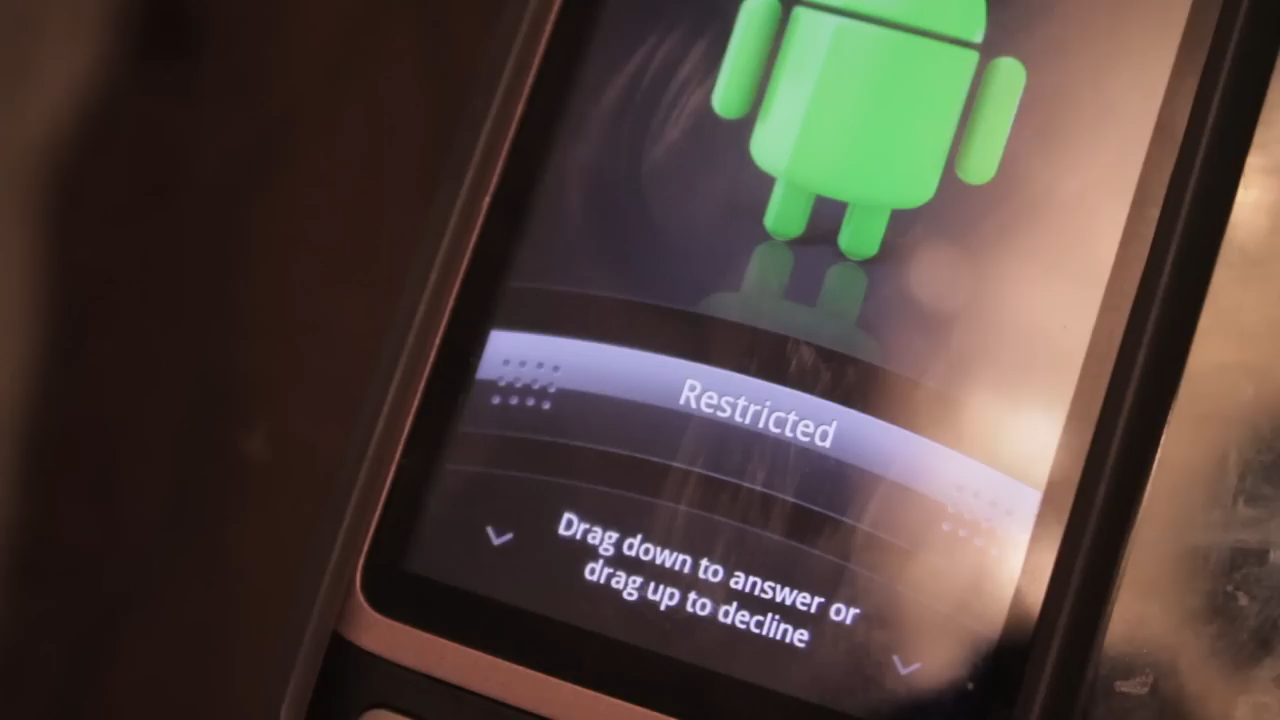 Restricted
Drag down to answer or
drag up to decline